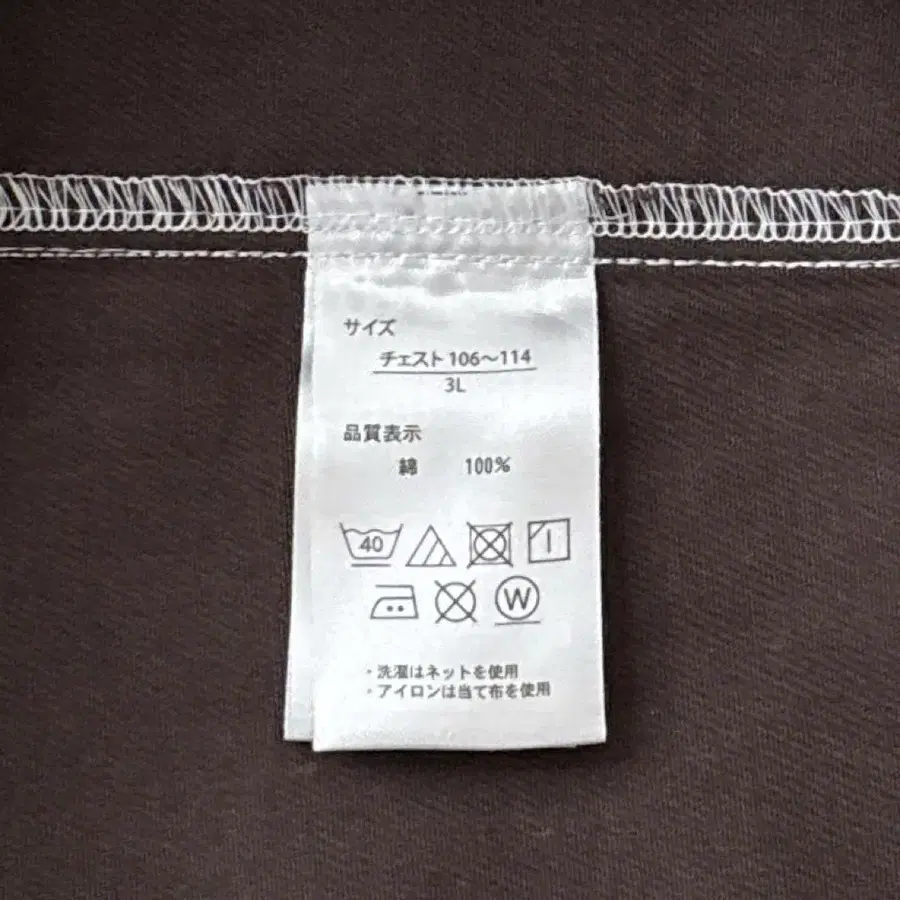 サイズ
チェスト 106～114
3L
品質表示
綿 100%
40
W
・洗濯はネットを使用
・アイロンは当て布を使用